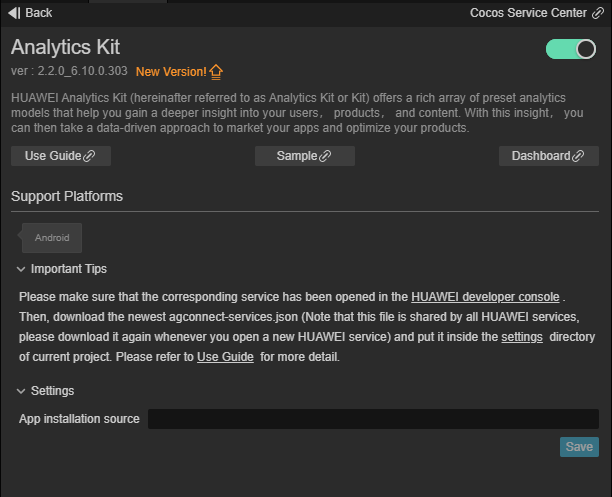 Back
Cocos Service Center
Analytics Kit
ver : 2.2.0_6.10.0.303 New Version!
HUAWEI Analytics Kit (hereinafter referred to as Analytics Kit or Kit) offers a rich array of preset analytics
models that help you gain a deeper insight into your users， products， and content. With this insight， you
can then take a data-driven approach to market your apps and optimize your products.
Use Guide
Sample
Dashboard
Support Platforms
Android
Important Tips
Please make sure that the corresponding service has been opened in the HUAWEI developer console .
Then, download the newest agconnect-services.json (Note that this file is shared by all HUAWEI services,
please download it again whenever you open a new HUAWEI service) and put it inside the settings directory
of current project. Please refer to Use Guide for more detail.
Settings
App installation source
Save